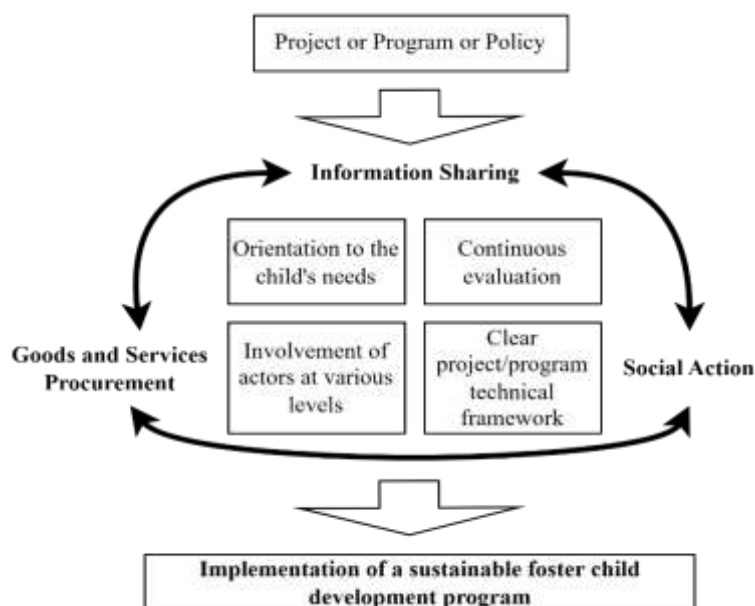 Project or Program or Policy
Information Sharing
Orientation to the
child's needs
Continuous
evaluation
Goods and Services
Procurement
Involvement of
actors at various
levels
Clear
project/program
technical
framework
Social Action
Implementation of a sustainable foster child
development program